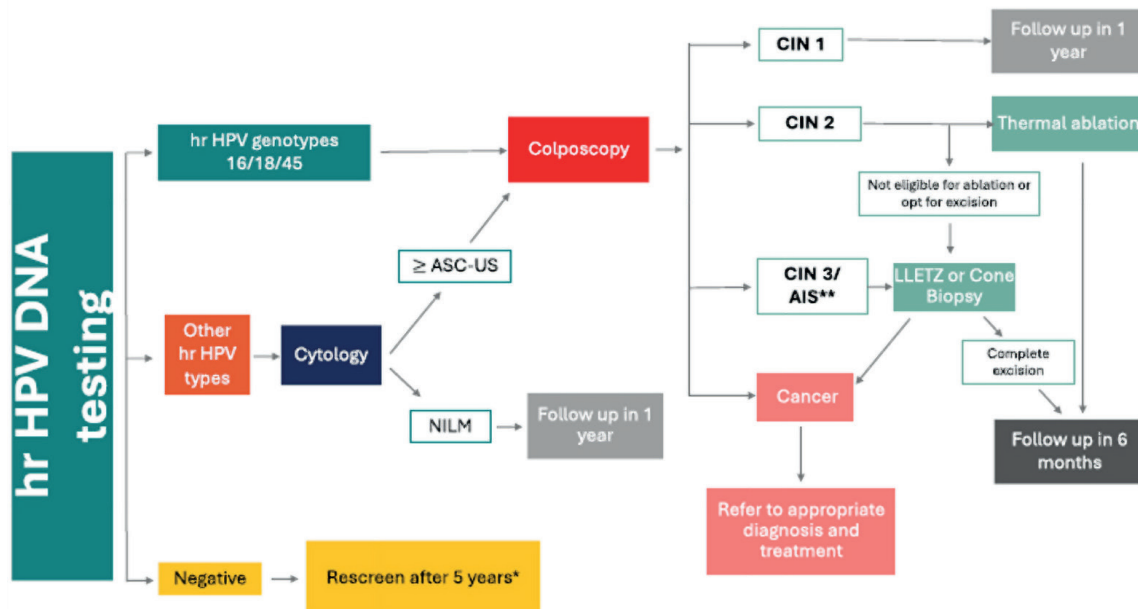 hr HPV DNA
testing
hr HPV genotypes
16/18/45
Other
hr HPV
types
Negative
Rescreen after 5 years*
Cytology
≥ ASC-US
NILM
Follow up in 1
year
Colposcopy
CIN 1
Follow up in 1
year
CIN 2
Thermal ablation
Not eligible for ablation or
opt for excision
CIN 3/
AIS**
LLETZ or Cone
Biopsy
Complete
excision
Cancer
Follow up in 6
months
Refer to appropriate
diagnosis and
treatment